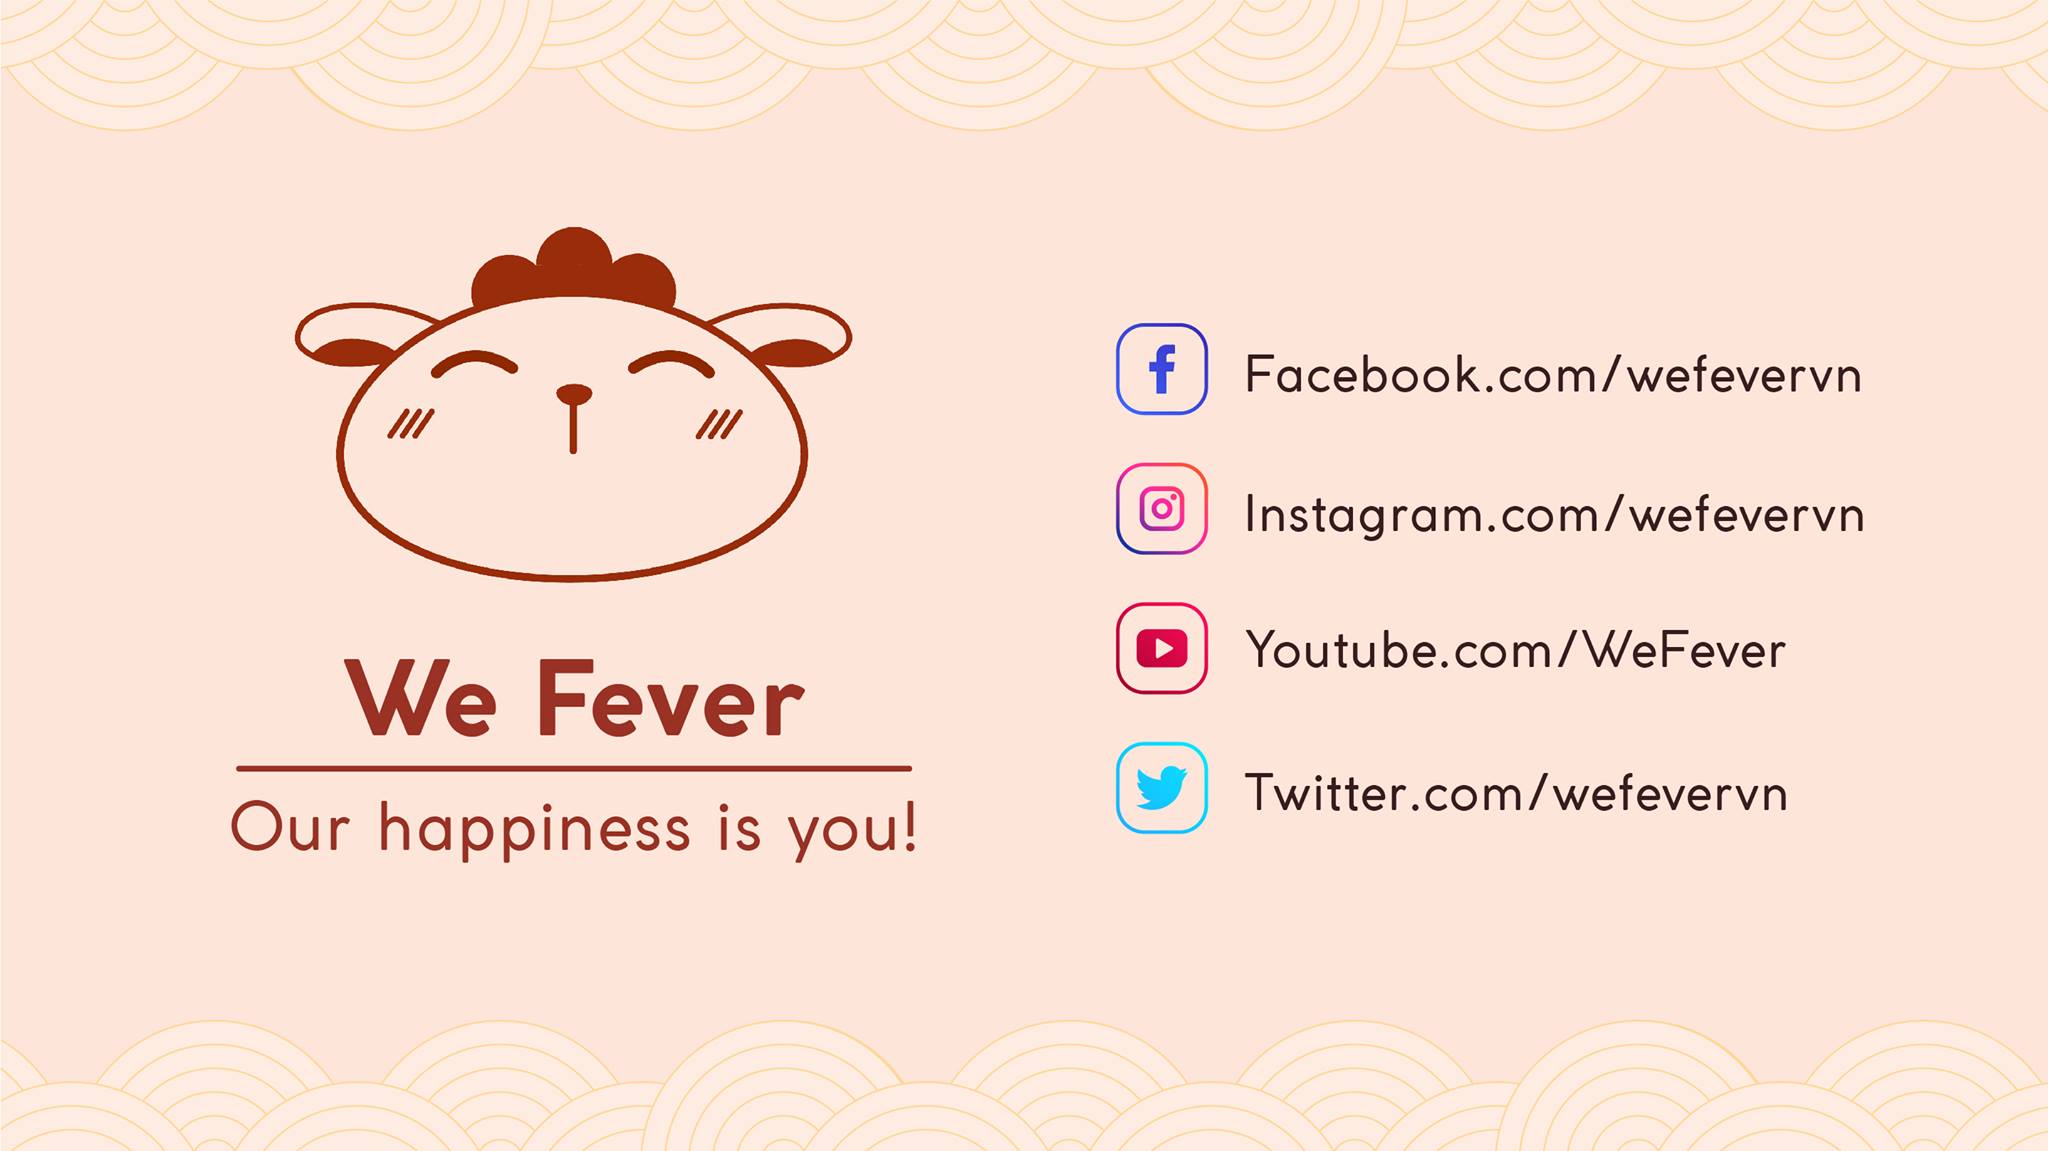 We Fever
Our happiness is you!
Facebook.com/wefevervn
Instagram.com/wefevervn
Youtube.com/WeFever
Twitter.com/wefevervn